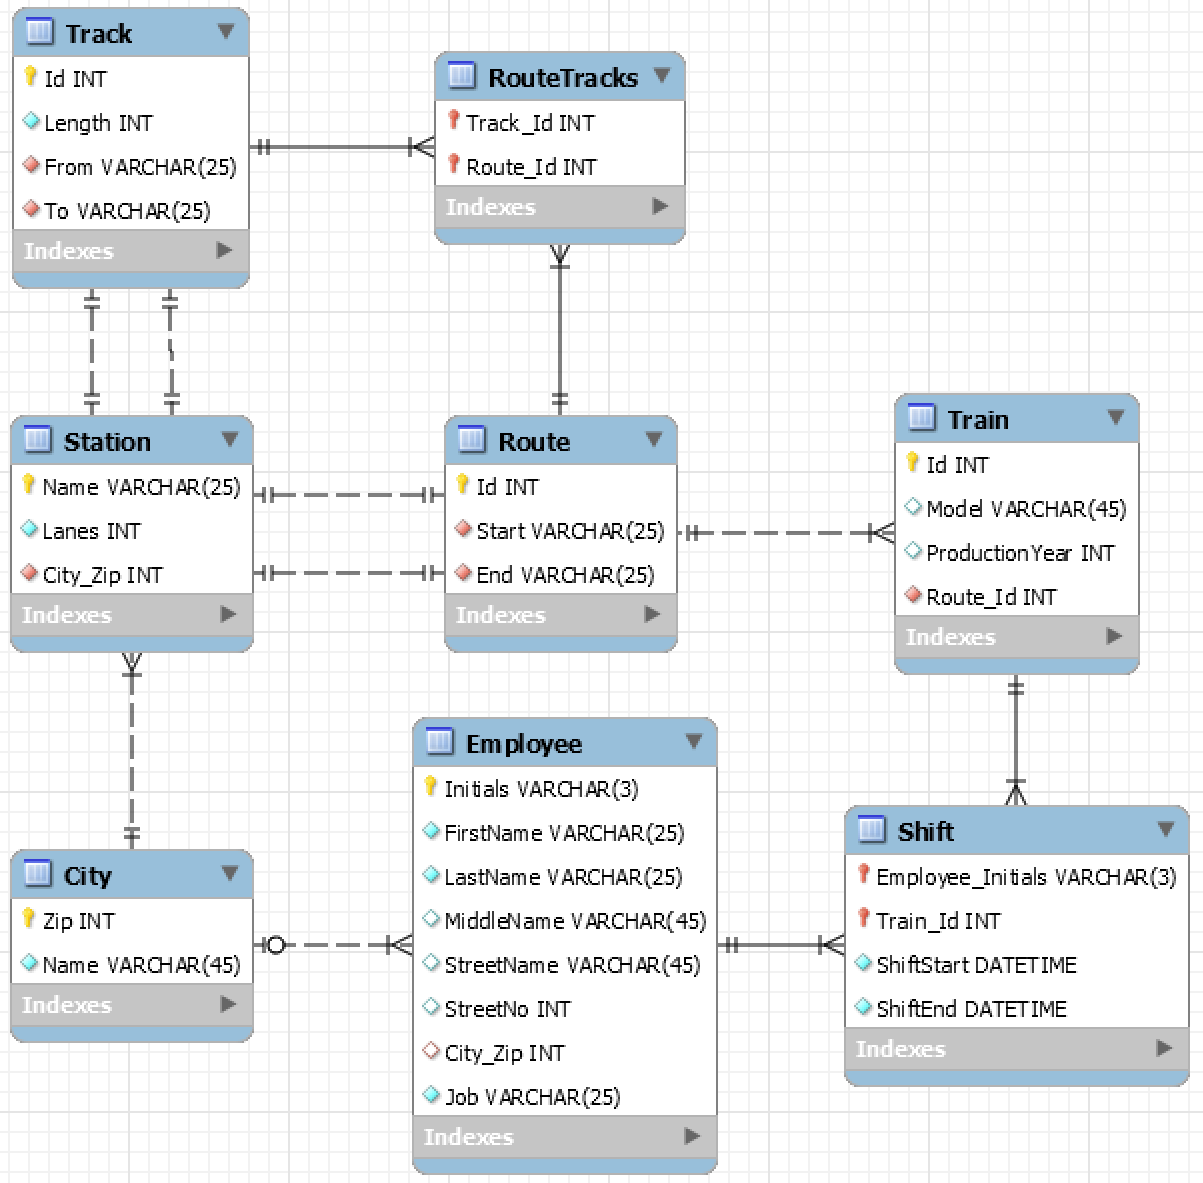 Track
Id INT
Length INT
From VARCHAR(25)
To VARCHAR(25)
Indexes
RouteTracks
Track_Id INT
Route_Id INT
Indexes
Station
Name VARCHAR(25)
Lanes INT
City_Zip INT
Indexes
Route
Id INT
Start VARCHAR(25)
End VARCHAR(25)
Indexes
Train
Id INT
Model VARCHAR(45)
ProductionYear INT
Route_Id INT
Indexes
City
Zip INT
Name VARCHAR(45)
Indexes
Employee
Initials VARCHAR(3)
FirstName VARCHAR(25)
LastName VARCHAR(25)
MiddleName VARCHAR(45)
StreetName VARCHAR(45)
StreetNo INT
City_Zip INT
Job VARCHAR(25)
Indexes
Shift
Employee_Initials VARCHAR(3)
Train_Id INT
ShiftStart DATETIME
ShiftEnd DATETIME
Indexes